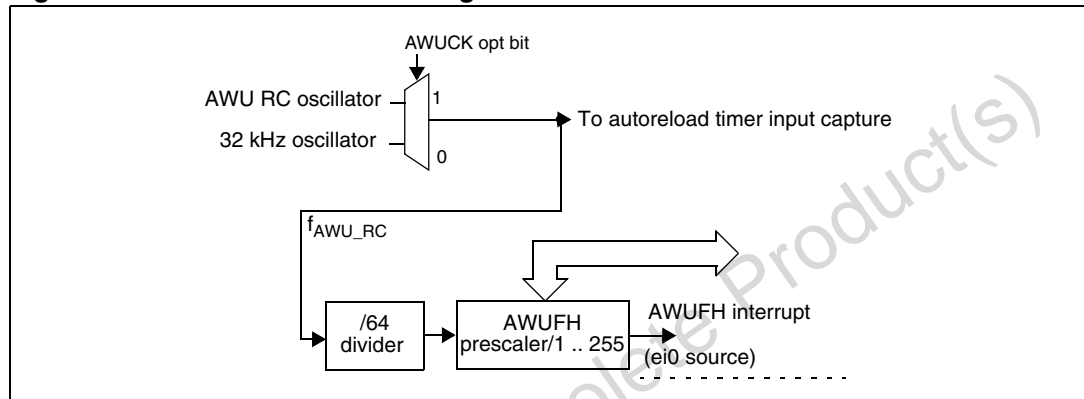 AWUCK opt bit
AWU RC oscillator
1
To autoreload timer input capture
32 kHz oscillator
0
fAWU_RC
/64
divider
AWUFH
prescaler/1 .. 255
AWUFH interrupt
(ei0 source)
Product(s)